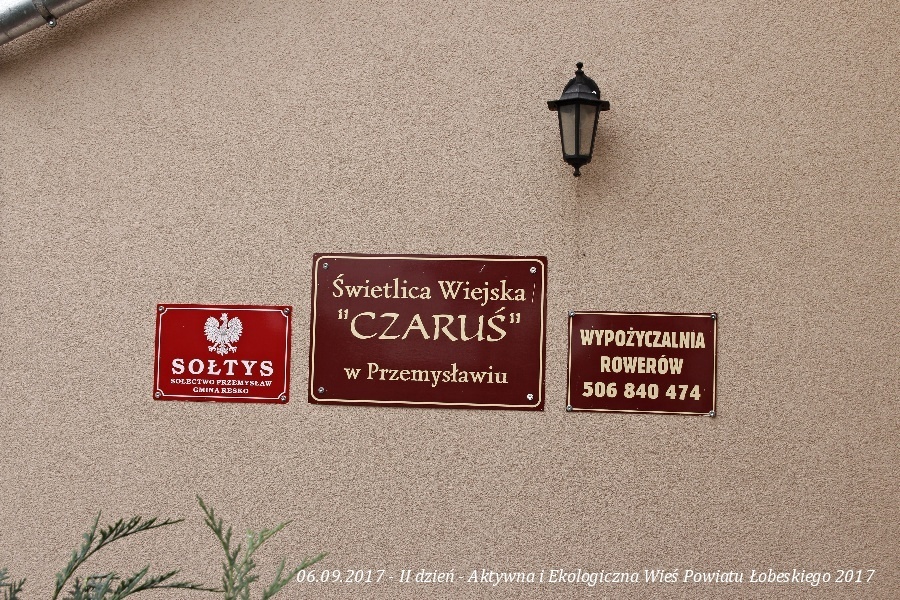 SOŁTYS
SOŁECTWO PRZEMYSŁAW
GMINA RESKO
Świetlica Wiejska
"CZARUŚ"
w Przemysławiu
WYPOŻYCZALNIA
ROWERÓW
506 840 474
06.09.2017 - II dzień - Aktywna i Ekologiczna Wieś Powiatu Łobeskiego 2017